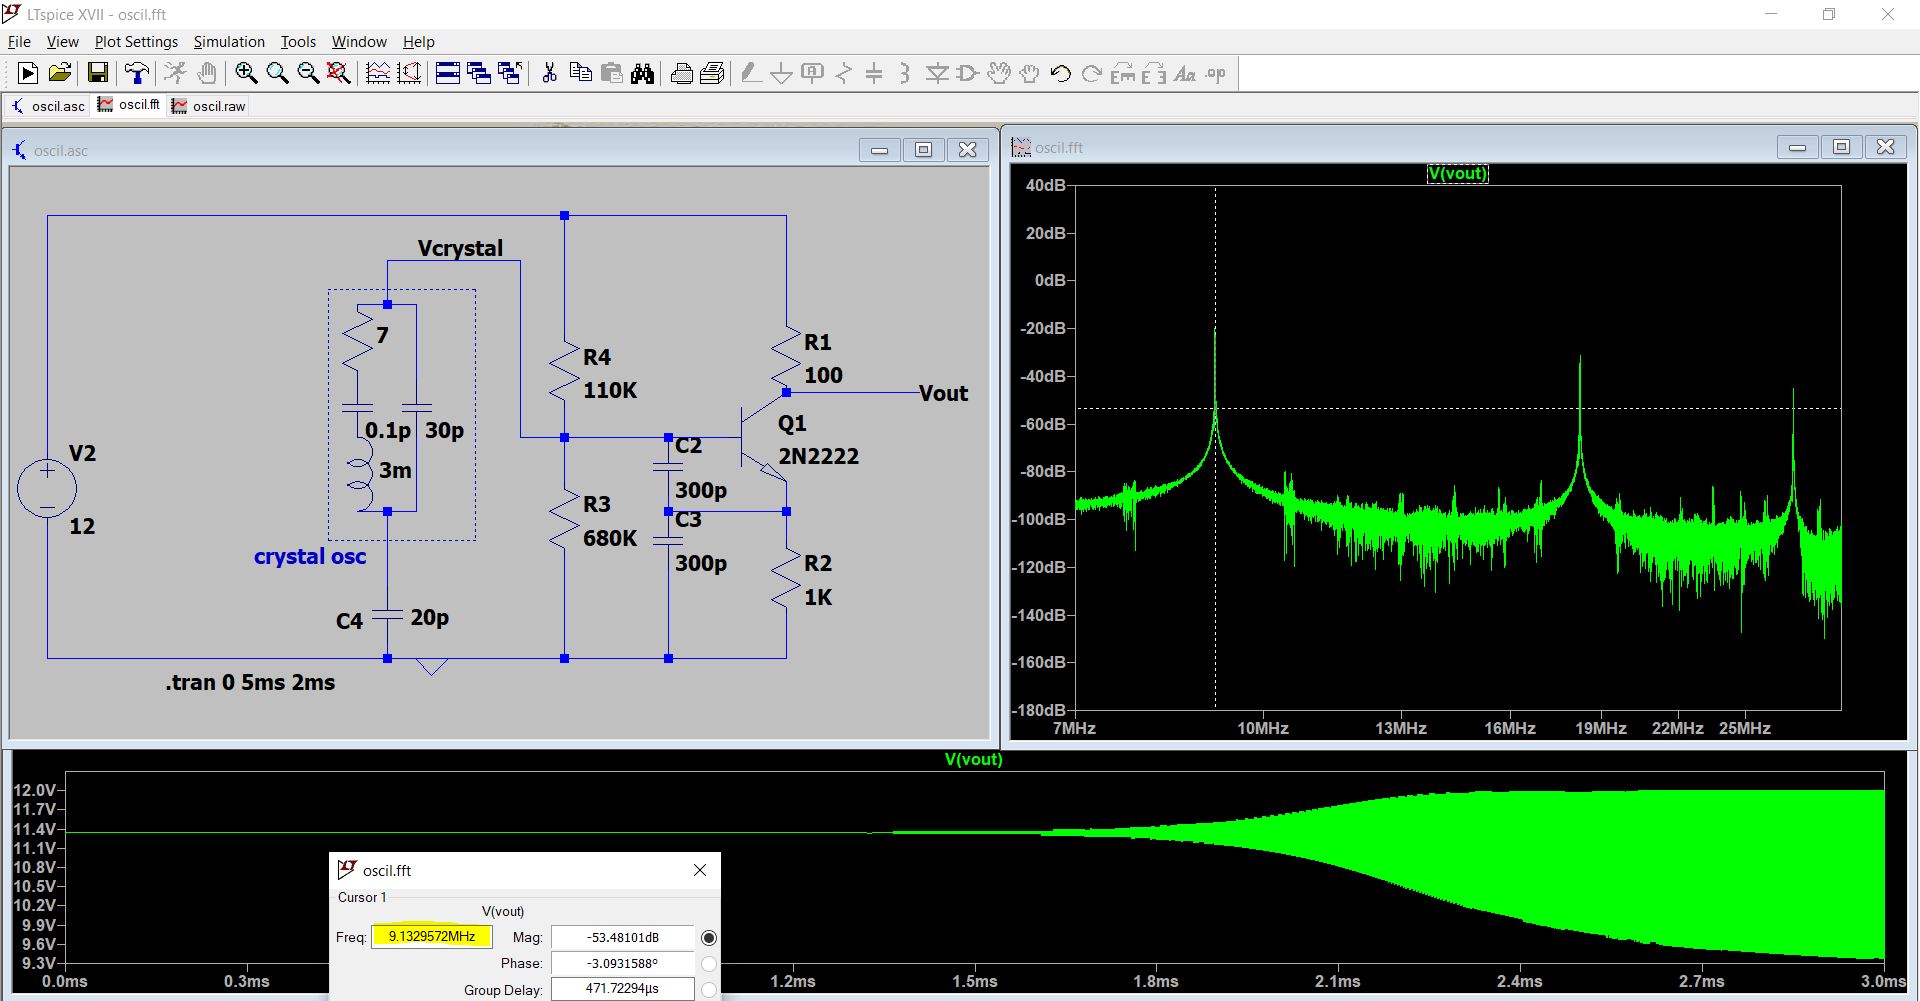 LTspice XVII - oscil.fft
File View Plot Settings Simulation Tools Window Help
oscil.asc oscil.fft oscil.raw
oscil.asc
Vcrystal
7
0.1p 30p
3m
crystal osc
C4 20p
V2
12
R4
110K
R3
680K
C2
300p
C3
300p
R1
100
Vout
Q1
2N2222
R2
1K
.tran 0 5ms 2ms
oscil.fft
V(vout)
40dB
20dB
0dB
-20dB
-40dB
-60dB
-80dB
-100dB
-120dB
-140dB
-160dB
-180dB
7MHz 10MHz 13MHz 16MHz 19MHz 22MHz 25MHz
V(vout)
12.0V
11.7V
11.4V
11.1V
10.8V
10.5V
10.2V
9.9V
9.6V
9.3V
0.0ms 0.3ms 1.2ms 1.5ms 1.8ms 2.1ms 2.4ms 2.7ms 3.0ms
oscil.fft
Cursor 1
V(vout)
Freq: 9.1329572MHz Mag: -53.48101dB
Phase: -3.0931588º
Group Delay: 471.72294µs